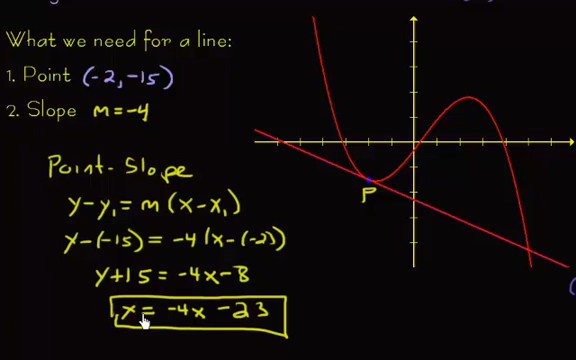 What we need for a line:
1. Point (-2, -15)
2. Slope m = -4
Point-Slope
y - y₁ = m (x - x₁)
y - (-15) = -4 (x - (-2))
y + 15 = -4x - 8
y = -4x - 23
P